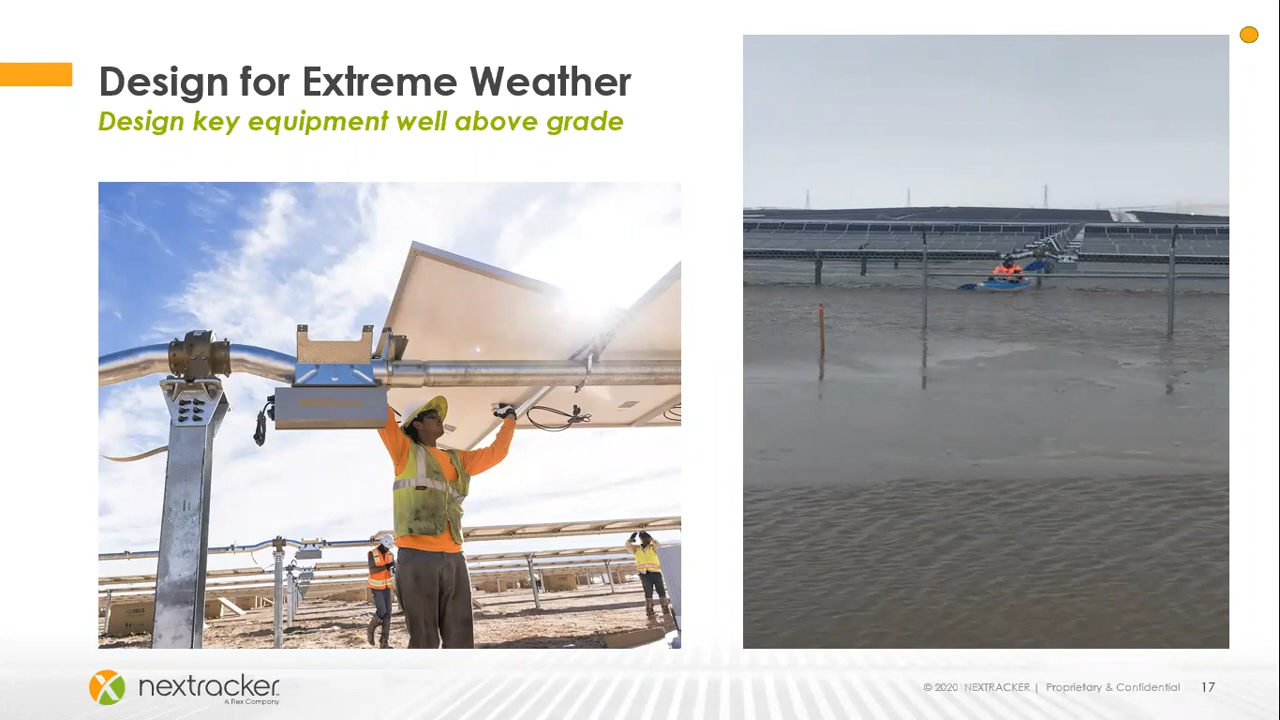 Design for Extreme Weather
Design key equipment well above grade
nextracker
A Flex Company
© 2020 NEXTRACKER | Proprietary & Confidential 17